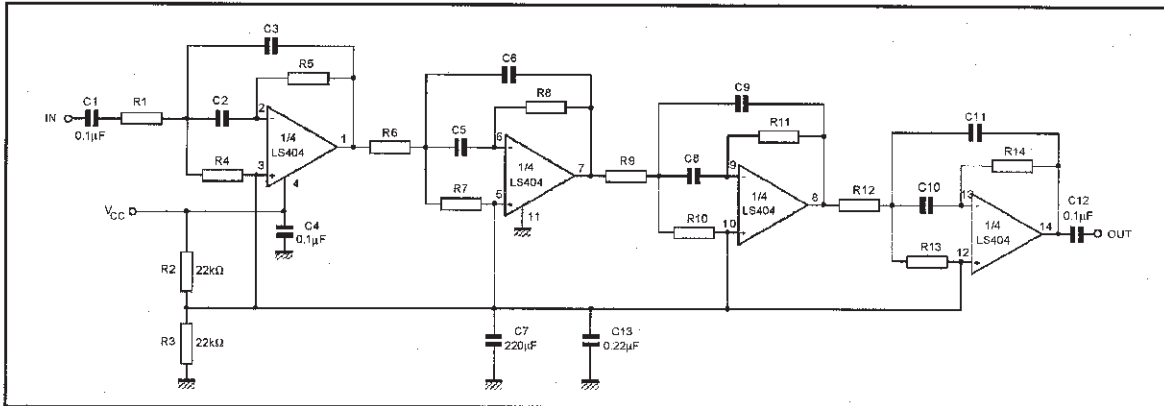 C3
C6
C1
R1
C2
R5
2
-
C9
IN
0.1µF
1/4
LS404
1
R6
C5
R8
6
-
C11
R4
3
+
4
1/4
LS404
7
R9
C8
R11
9
-
R14
VCC
R7
5
+
11
1/4
LS404
8
R12
C10
13
-
C4
0.1µF
R10
10
+
1/4
LS404
14
C12
0.1µF
OUT
R13
12
+
R2
22kΩ
R3
22kΩ
C7
220µF
C13
0.22µF